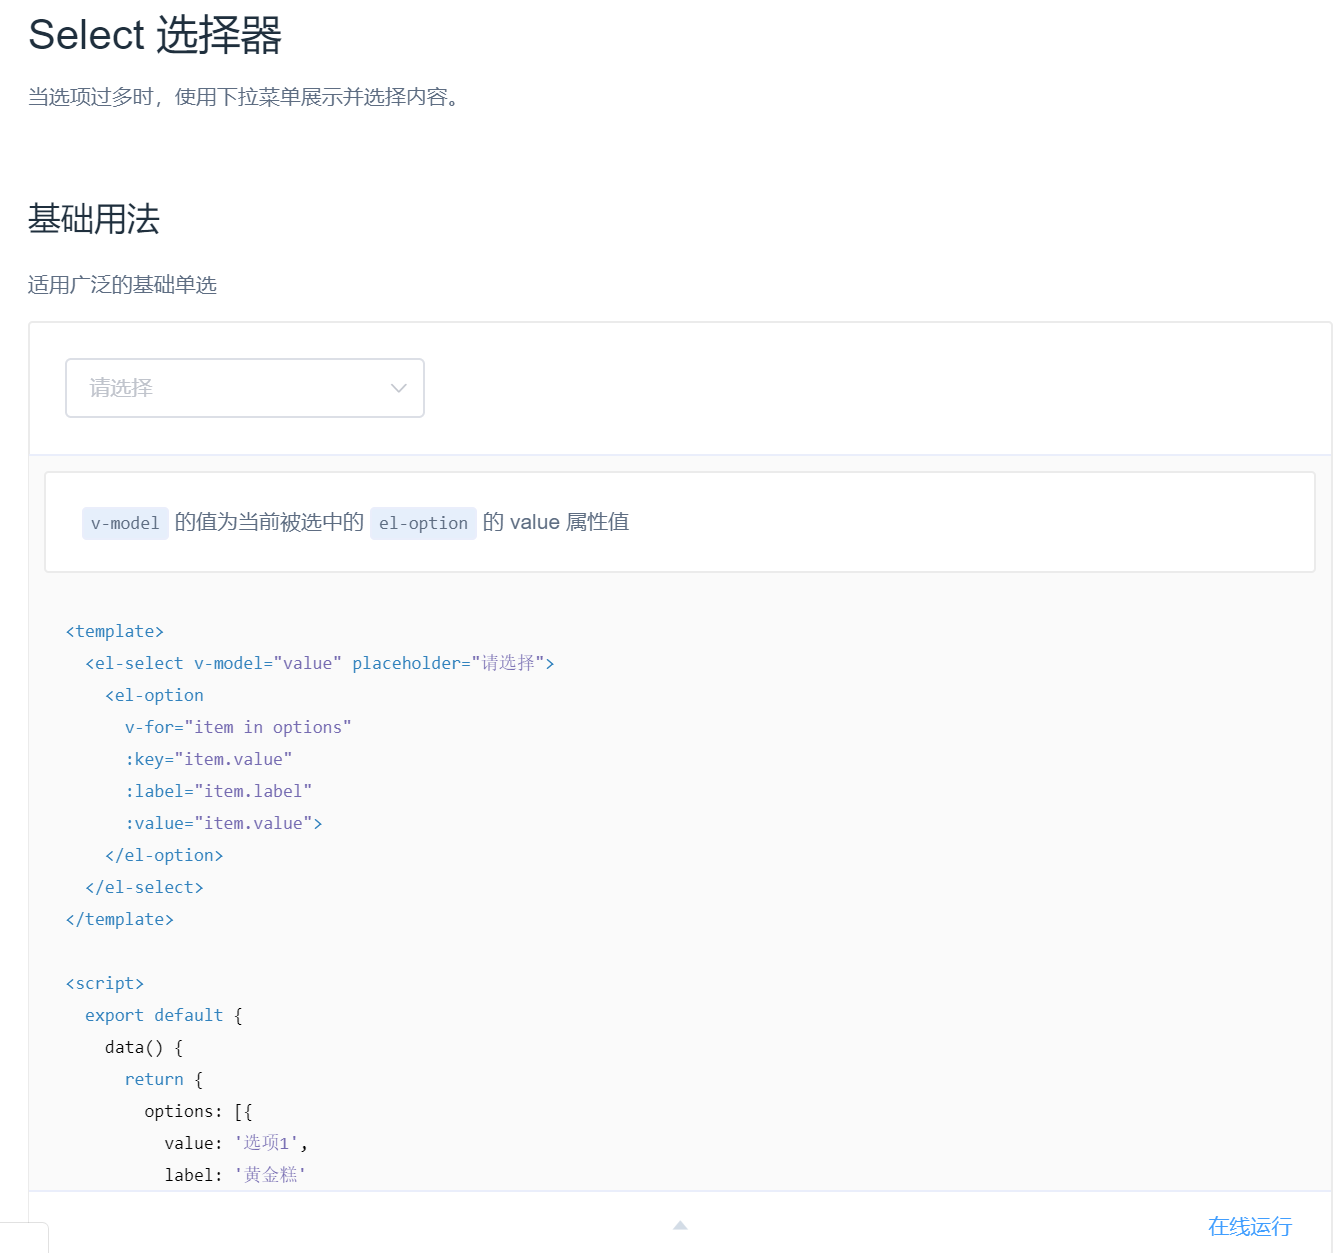 Select 选择器
当选项过多时，使用下拉菜单展示并选择内容。
基础用法
适用广泛的基础单选
请选择
v-model 的值为当前被选中的 el-option 的 value 属性值
<template>
  <el-select v-model="value" placeholder="请选择">
    <el-option
      v-for="item in options"
      :key="item.value"
      :label="item.label"
      :value="item.value">
    </el-option>
  </el-select>
</template>
<script>
  export default {
    data() {
      return {
        options: [{
          value: '选项1',
          label: '黄金糕'
在线运行